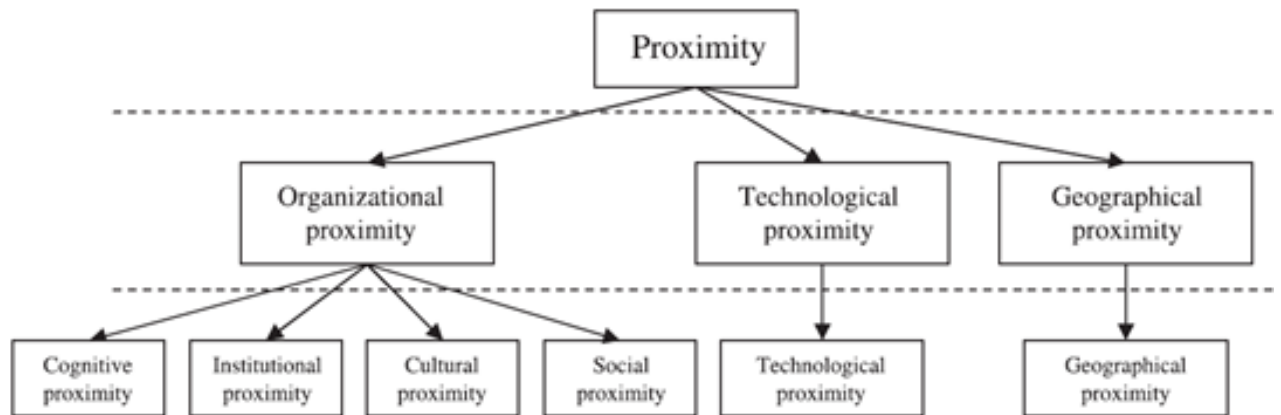 Proximity
Organizational
proximity
Technological
proximity
Geographical
proximity
Cognitive
proximity
Institutional
proximity
Cultural
proximity
Social
proximity
Technological
proximity
Geographical
proximity